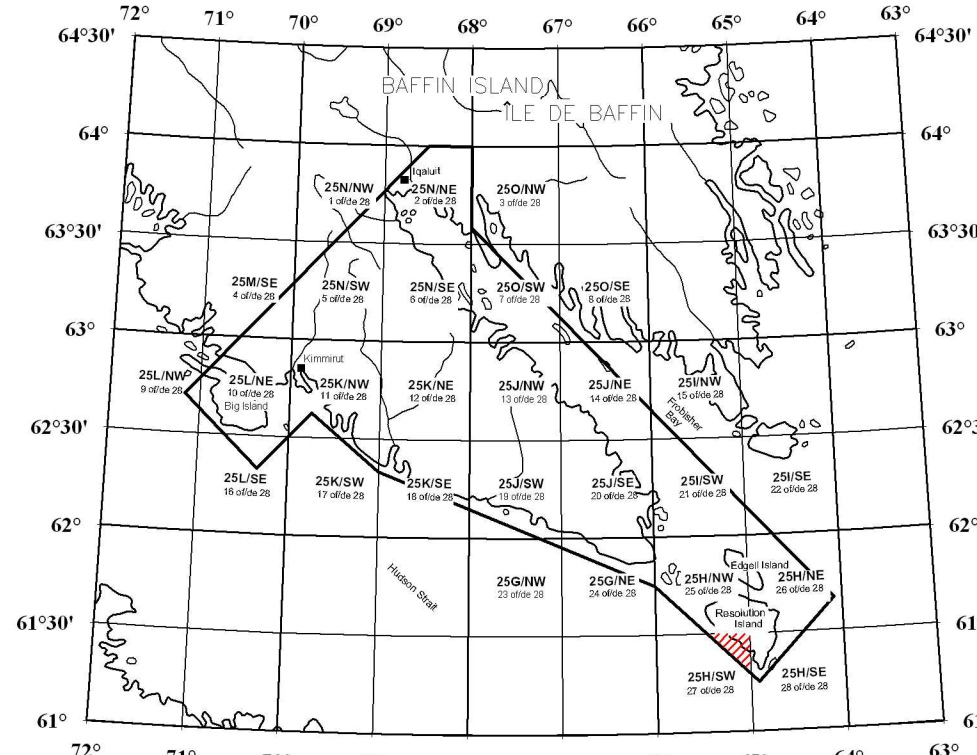 72° 71° 70° 69° 68° 67° 66° 65° 64° 63°
64°30' 64°30'
BAFFIN ISLAND
ÎLE DE BAFFIN
64° 64°
Iqaluit
25N/NW 25N/NE 25O/NW
1 of/de 28 2 of/de 28 3 of/de 28
63°30' 63°30'
25M/SE 25N/SW 25N/SE 25O/SW 25O/SE
4 of/de 28 5 of/de 28 6 of/de 28 7 of/de 28 8 of/de 28
63° 63°
Kimmirut
25L/NW 25L/NE 25K/NW 25K/NE 25J/NW 25J/NE 25I/NW
9 of/de 28 10 of/de 28 11 of/de 28 12 of/de 28 13 of/de 28 14 of/de 28 15 of/de 28
Big Island
Frobisher
Bay
62°30' 62°3
25L/SE 25K/SW 25K/SE 25J/SW 25J/SE 25I/SW 25I/SE
16 of/de 28 17 of/de 28 18 of/de 28 19 of/de 28 20 of/de 28 21 of/de 28 22 of/de 28
62° 62°
Edgell Island
Hudson Strait
25G/NW 25G/NE 25H/NW 25H/NE
23 of/de 28 24 of/de 28 25 of/de 28 26 of/de 28
Resolution
Island
61°30' 61°
25H/SW 25H/SE
27 of/de 28 28 of/de 28
61° 61
72° 71° 70° 64° 63°